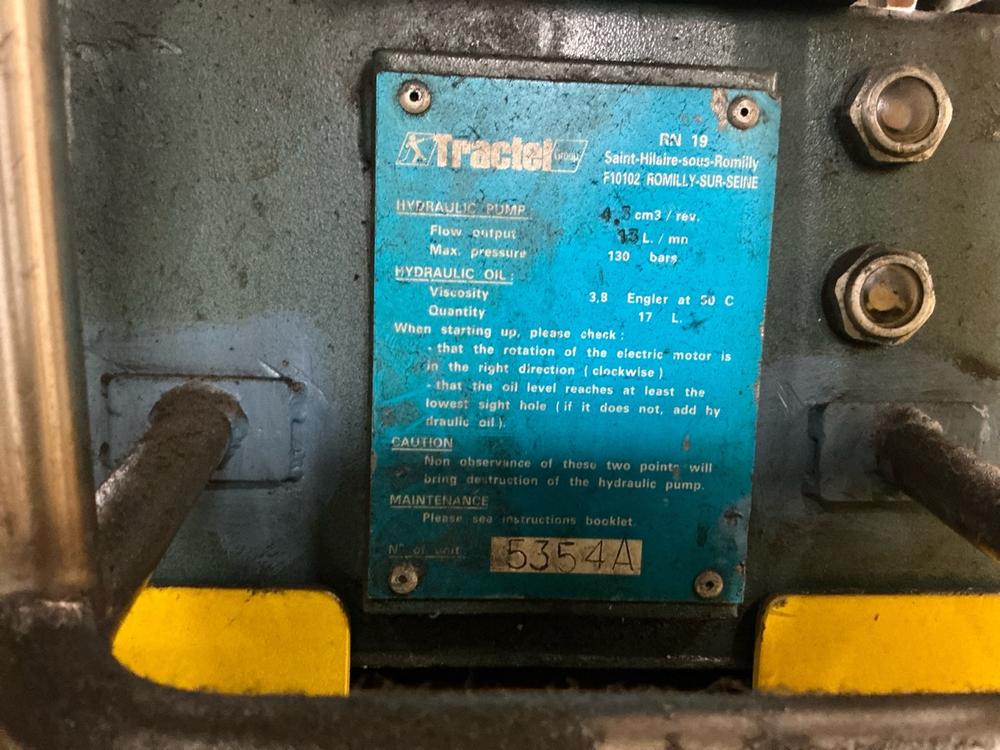 Tractel Group
RN 19
Saint-Hilaire-sous-Romilly
F10102 ROMILLY-SUR-SEINE
HYDRAULIC PUMP 4.3 cm3 / rev.
Flow output 13 L. / mn
Max. pressure 130 bars
HYDRAULIC OIL :
Viscosity 3,8 Engler at 50 C
Quantity 17 L.
When starting up, please check :
- that the rotation of the electric motor is
in the right direction ( clockwise )
- that the oil level reaches at least the
lowest sight hole ( if it does not, add hy
draulic oil ).
CAUTION
Non observance of these two points will
bring destruction of the hydraulic pump.
MAINTENANCE
Please see instructions booklet.
N° of unit 5354A